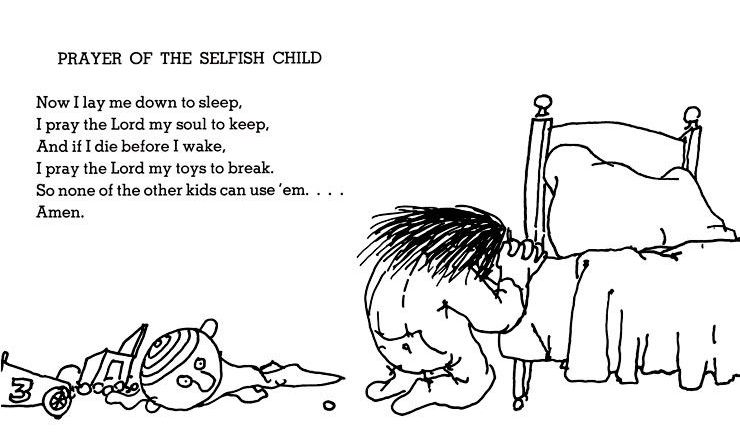 PRAYER OF THE SELFISH CHILD
Now I lay me down to sleep,
I pray the Lord my soul to keep,
And if I die before I wake,
I pray the Lord my toys to break.
So none of the other kids can use 'em. . . .
Amen.
3